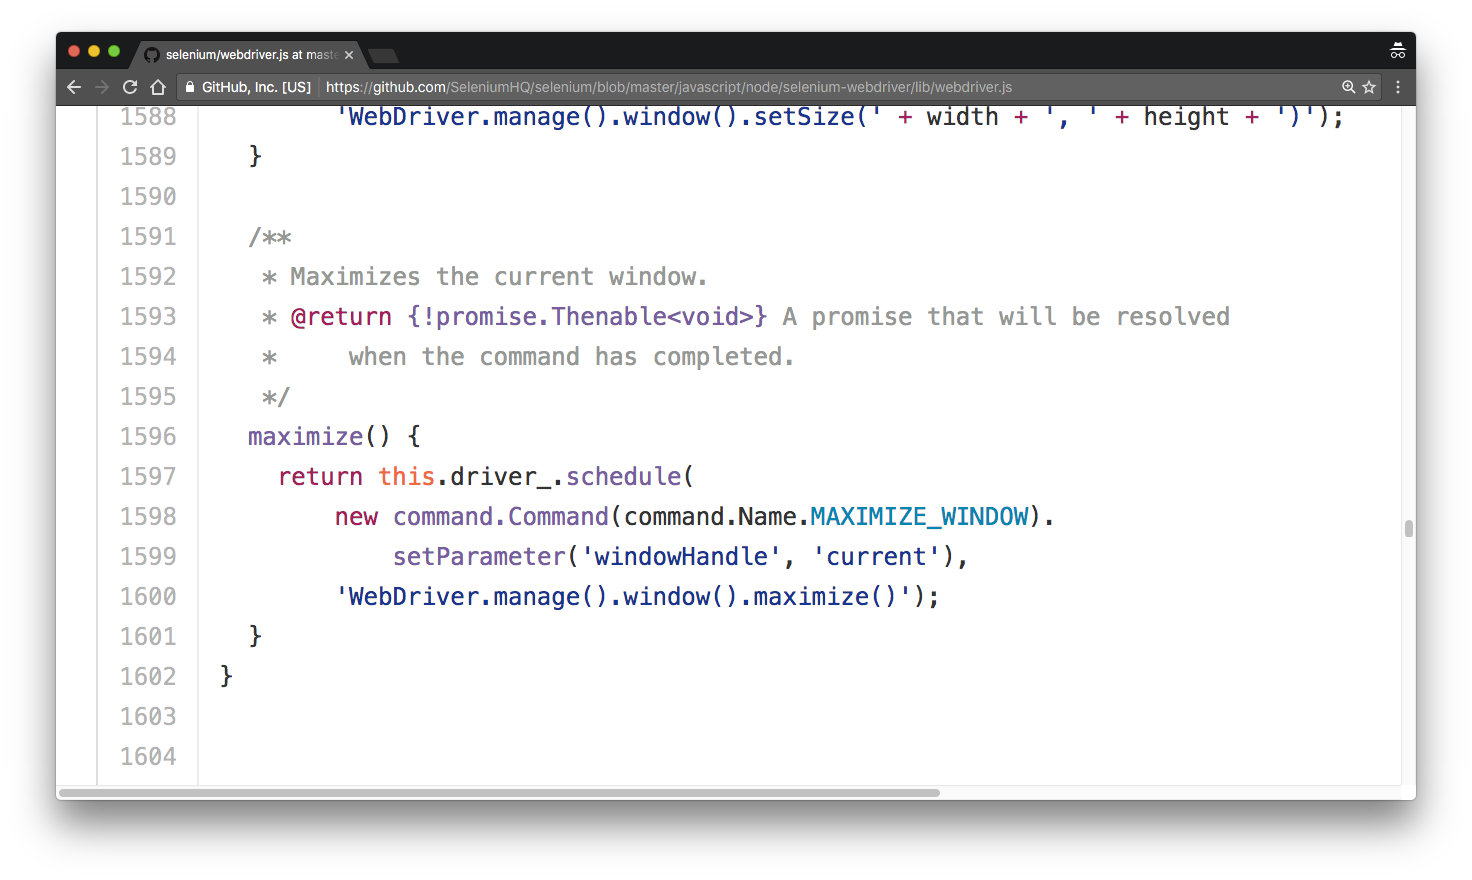 selenium/webdriver.js at maste
GitHub, Inc. [US] https://github.com/SeleniumHQ/selenium/blob/master/javascript/node/selenium-webdriver/lib/webdriver.js
1588 'WebDriver.manage().window().setSize(' + width + ', ' + height + ')');
1589 }
1590
1591 /**
1592 * Maximizes the current window.
1593 * @return {!promise.Thenable<void>} A promise that will be resolved
1594 * when the command has completed.
1595 */
1596 maximize() {
1597 return this.driver_.schedule(
1598 new command.Command(command.Name.MAXIMIZE_WINDOW).
1599 setParameter('windowHandle', 'current'),
1600 'WebDriver.manage().window().maximize()');
1601 }
1602 }
1603
1604